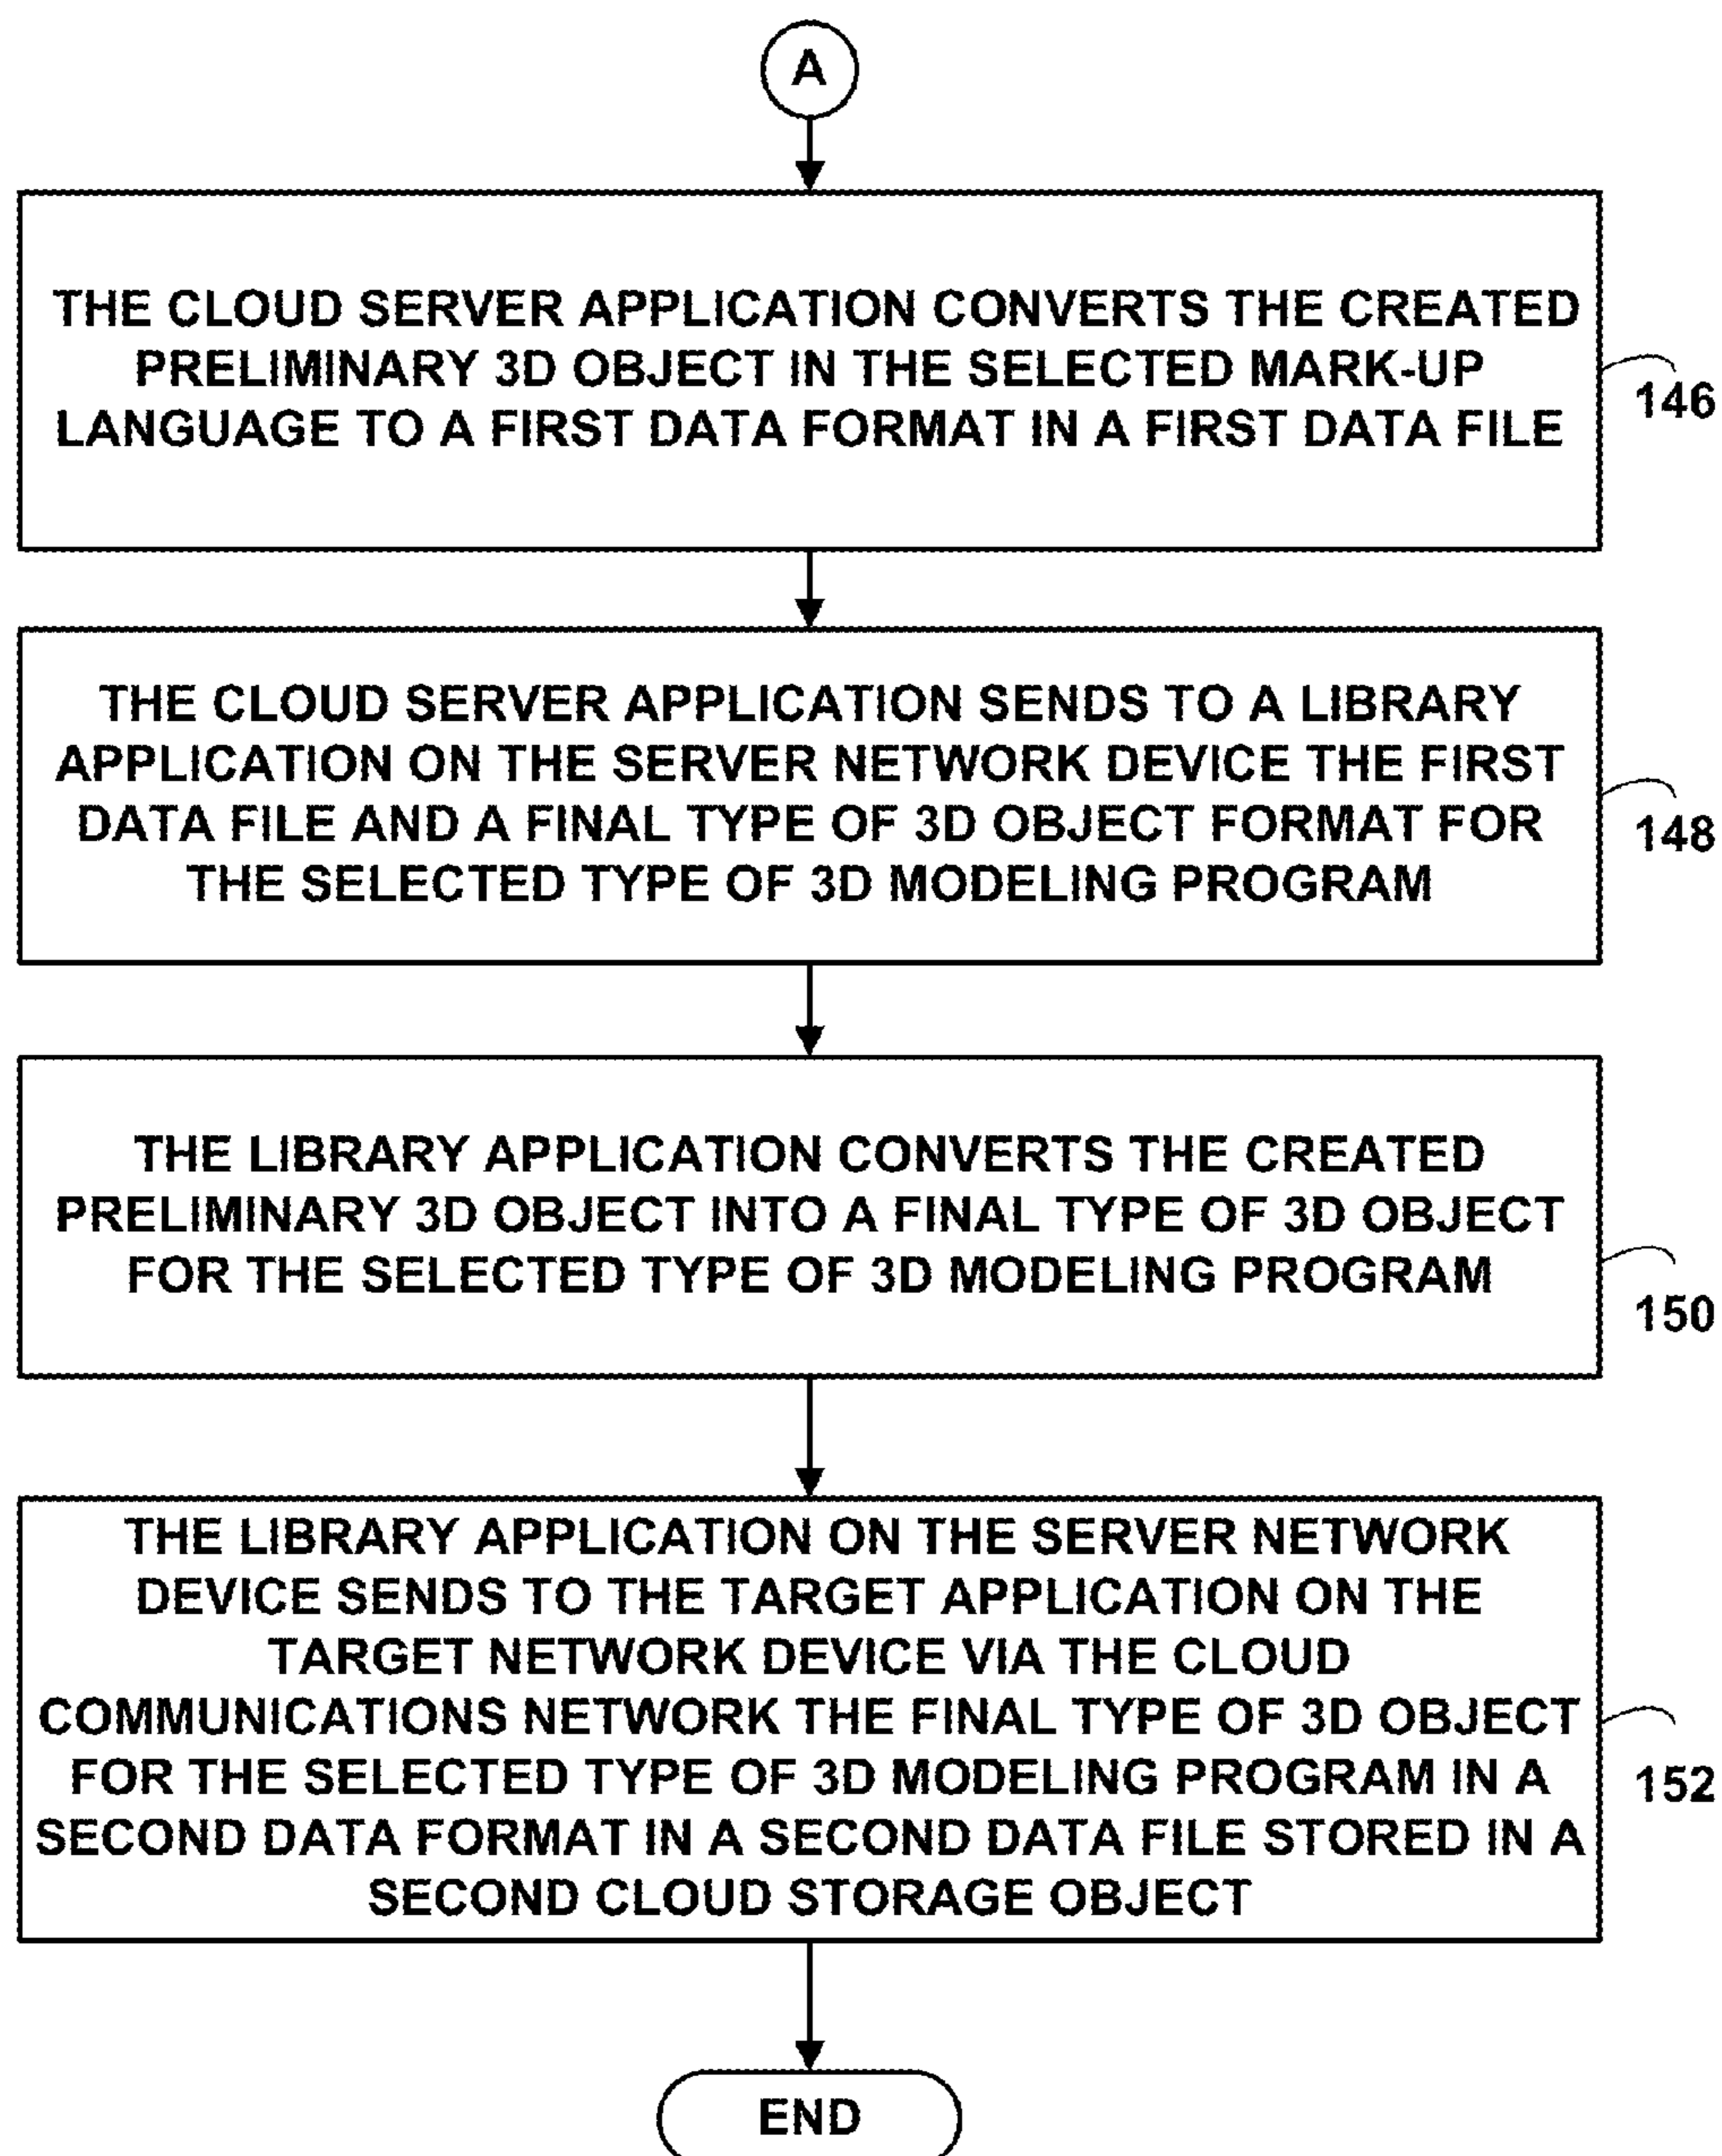 A
THE CLOUD SERVER APPLICATION CONVERTS THE CREATED
PRELIMINARY 3D OBJECT IN THE SELECTED MARK-UP
LANGUAGE TO A FIRST DATA FORMAT IN A FIRST DATA FILE
146
THE CLOUD SERVER APPLICATION SENDS TO A LIBRARY
APPLICATION ON THE SERVER NETWORK DEVICE THE FIRST
DATA FILE AND A FINAL TYPE OF 3D OBJECT FORMAT FOR
THE SELECTED TYPE OF 3D MODELING PROGRAM
148
THE LIBRARY APPLICATION CONVERTS THE CREATED
PRELIMINARY 3D OBJECT INTO A FINAL TYPE OF 3D OBJECT
FOR THE SELECTED TYPE OF 3D MODELING PROGRAM
150
THE LIBRARY APPLICATION ON THE SERVER NETWORK
DEVICE SENDS TO THE TARGET APPLICATION ON THE
TARGET NETWORK DEVICE VIA THE CLOUD
COMMUNICATIONS NETWORK THE FINAL TYPE OF 3D OBJECT
FOR THE SELECTED TYPE OF 3D MODELING PROGRAM IN A
SECOND DATA FORMAT IN A SECOND DATA FILE STORED IN A
SECOND CLOUD STORAGE OBJECT
152
END